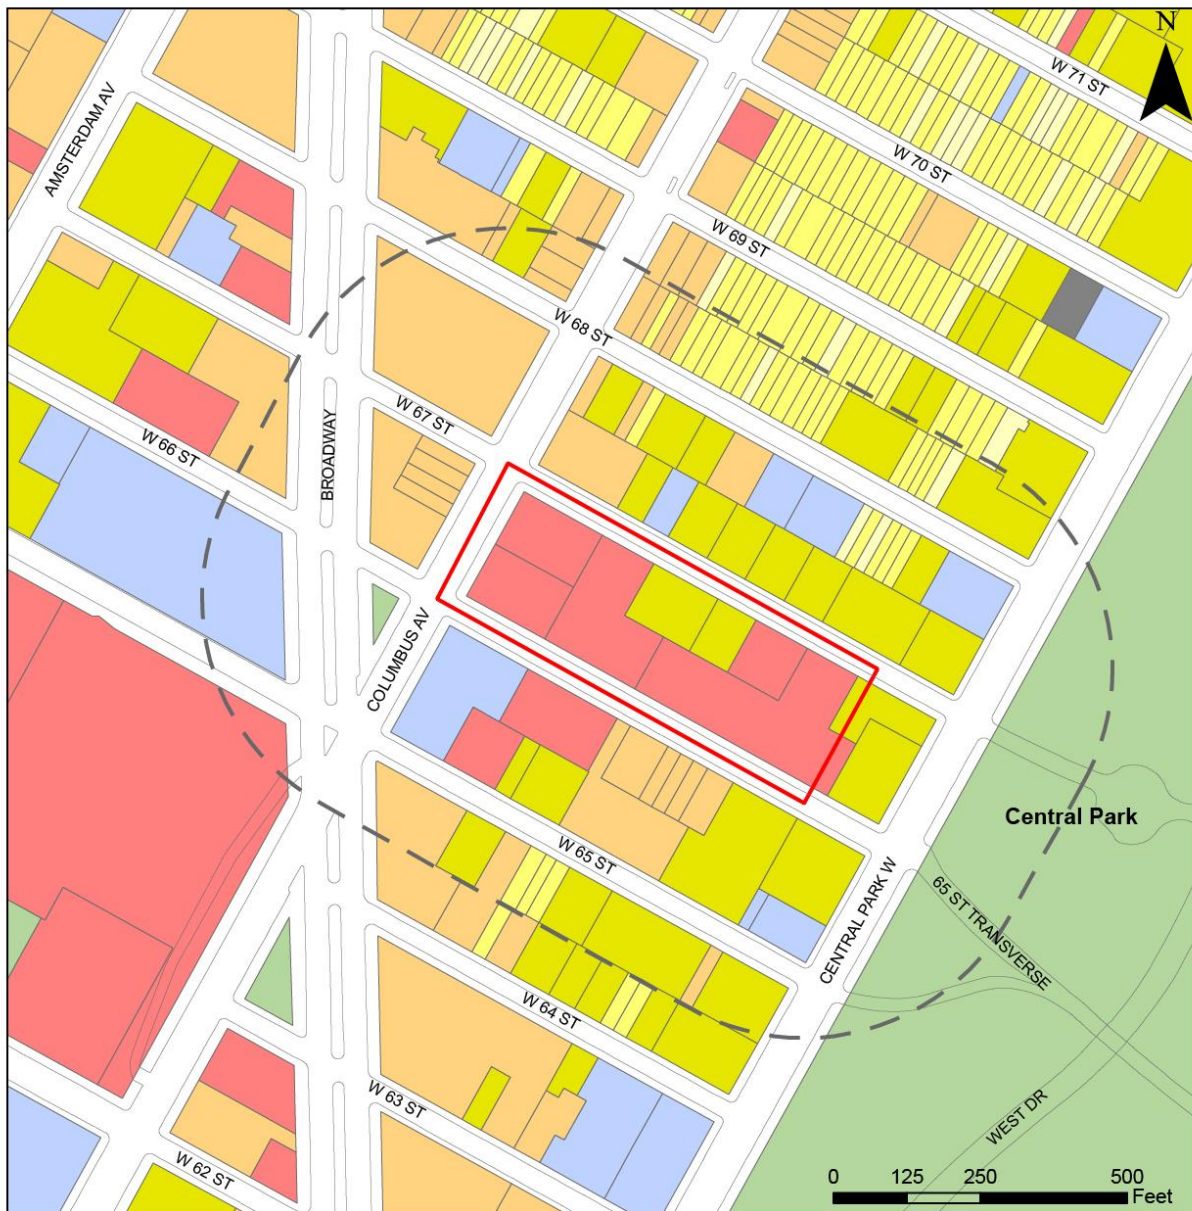 N
W 71 ST
AMSTERDAM AV
W 70 ST
W 69 ST
W 68 ST
W 67 ST
W 66 ST
BROADWAY
COLUMBUS AV
Central Park
W 65 ST
CENTRAL PARK W
65 ST TRANSVERSE
W 64 ST
W 63 ST
WEST DR
W 62 ST
0 125 250 500
Feet